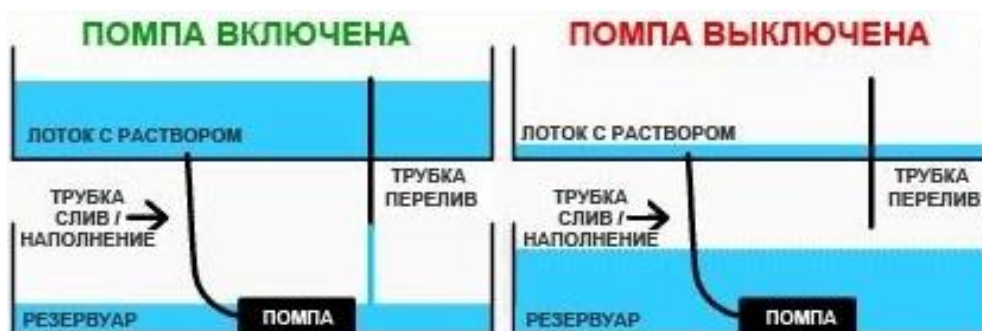 ПОМПА ВКЛЮЧЕНА
ЛОТОК С РАСТВОРОМ
ТРУБКА
СЛИВ /
НАПОЛНЕНИЕ
ТРУБКА
ПЕРЕЛИВ
РЕЗЕРВУАР
ПОМПА
ПОМПА ВЫКЛЮЧЕНА
ЛОТОК С РАСТВОРОМ
ТРУБКА
СЛИВ /
НАПОЛНЕНИЕ
ТРУБКА
ПЕРЕЛИВ
РЕЗЕРВУАР
ПОМПА